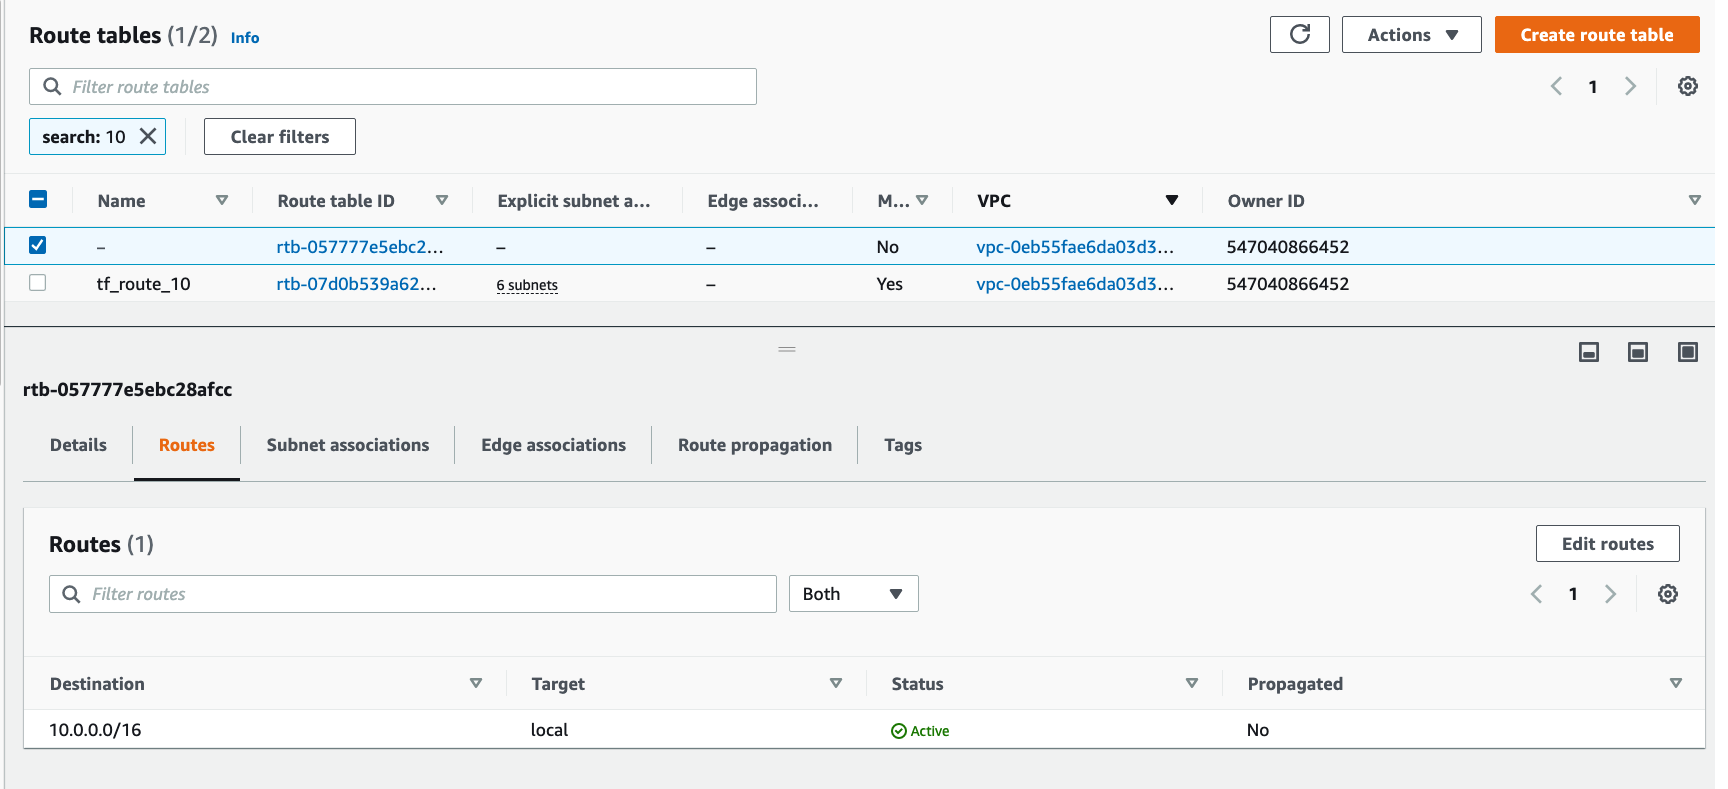 Route tables (1/2) Info
Actions
Create route table
Filter route tables
1
search: 10
Clear filters
Name Route table ID Explicit subnet a... Edge associ... M... VPC Owner ID
– rtb-057777e5ebc2... – – No vpc-0eb55fae6da03d3... 547040866452
tf_route_10 rtb-07d0b539a62... 6 subnets – Yes vpc-0eb55fae6da03d3... 547040866452
rtb-057777e5ebc28afcc
Details Routes Subnet associations Edge associations Route propagation Tags
Routes (1)
Edit routes
Filter routes
Both
1
Destination Target Status Propagated
10.0.0.0/16 local Active No